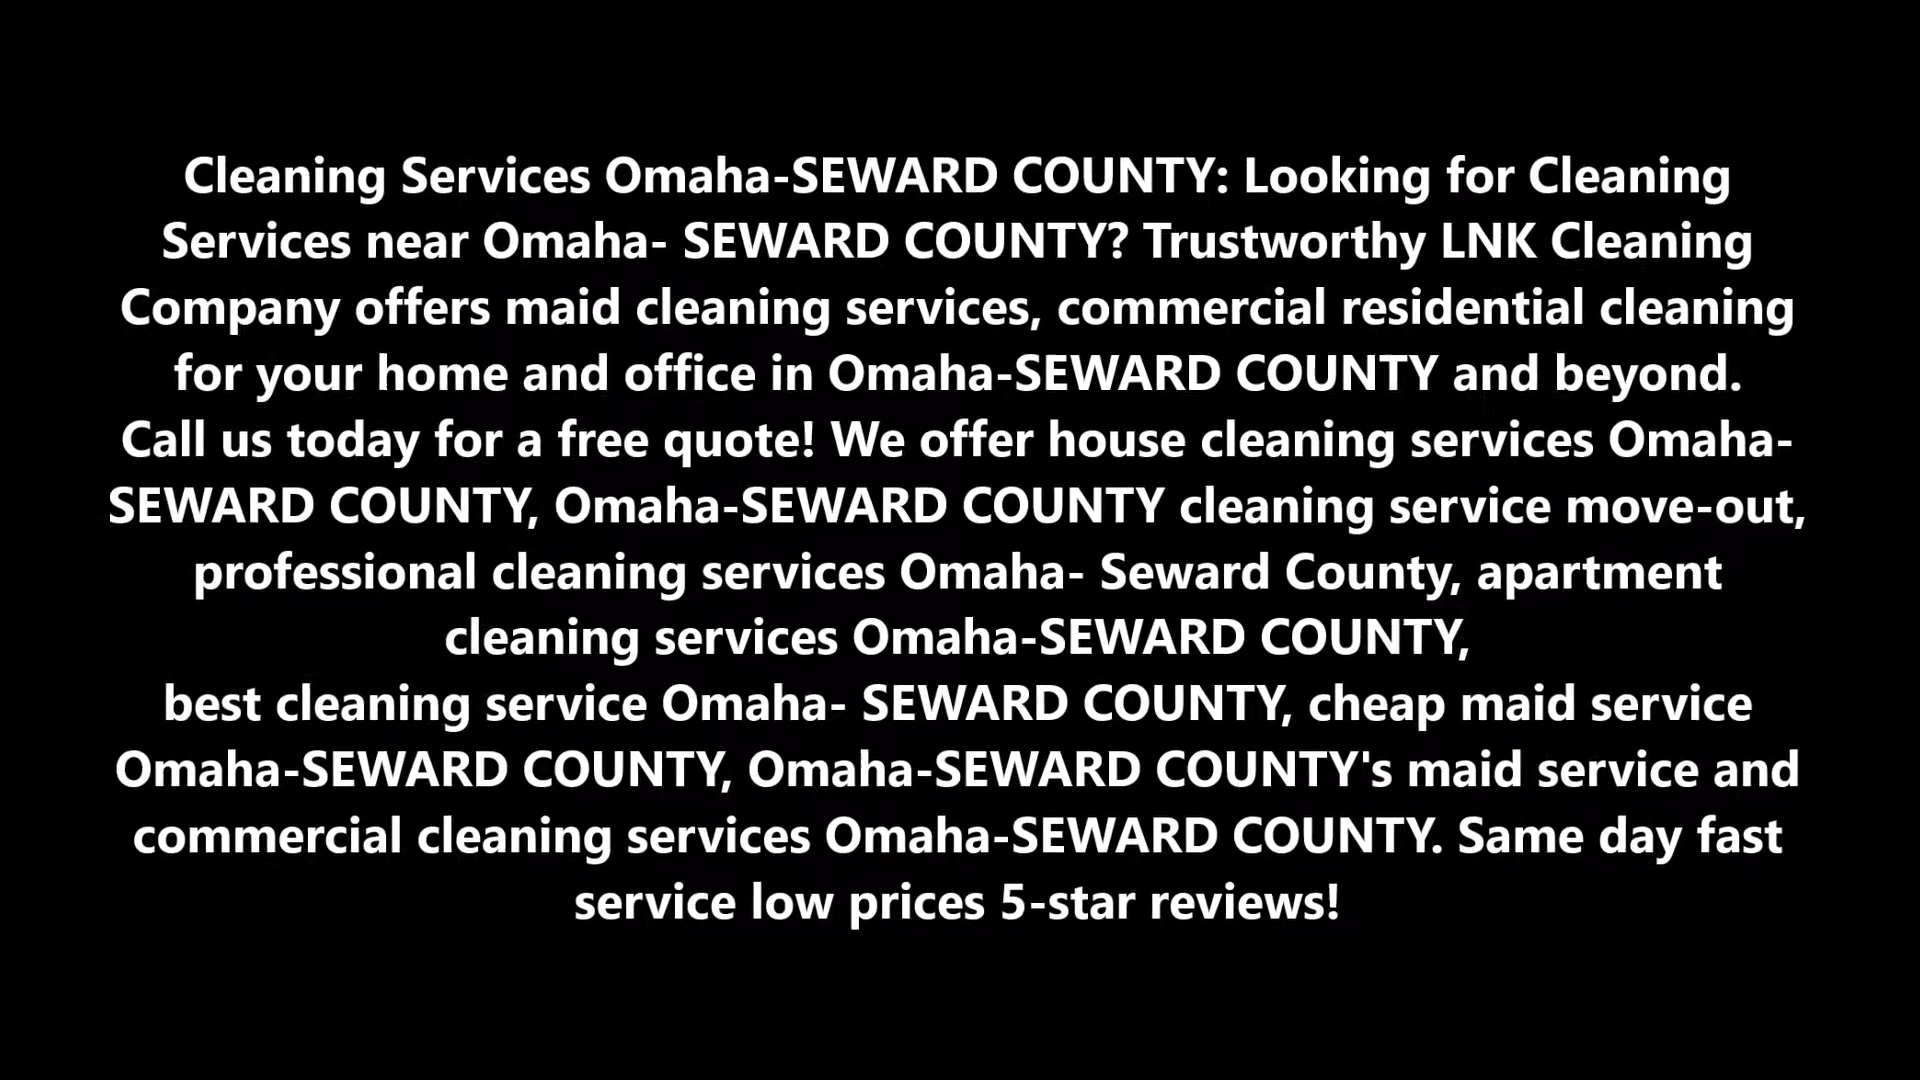 Cleaning Services Omaha-SEWARD COUNTY: Looking for Cleaning
Services near Omaha- SEWARD COUNTY? Trustworthy LNK Cleaning
Company offers maid cleaning services, commercial residential cleaning
for your home and office in Omaha-SEWARD COUNTY and beyond.
Call us today for a free quote! We offer house cleaning services Omaha-
SEWARD COUNTY, Omaha-SEWARD COUNTY cleaning service move-out,
professional cleaning services Omaha- Seward County, apartment
cleaning services Omaha-SEWARD COUNTY,
best cleaning service Omaha- SEWARD COUNTY, cheap maid service
Omaha-SEWARD COUNTY, Omaha-SEWARD COUNTY's maid service and
commercial cleaning services Omaha-SEWARD COUNTY. Same day fast
service low prices 5-star reviews!